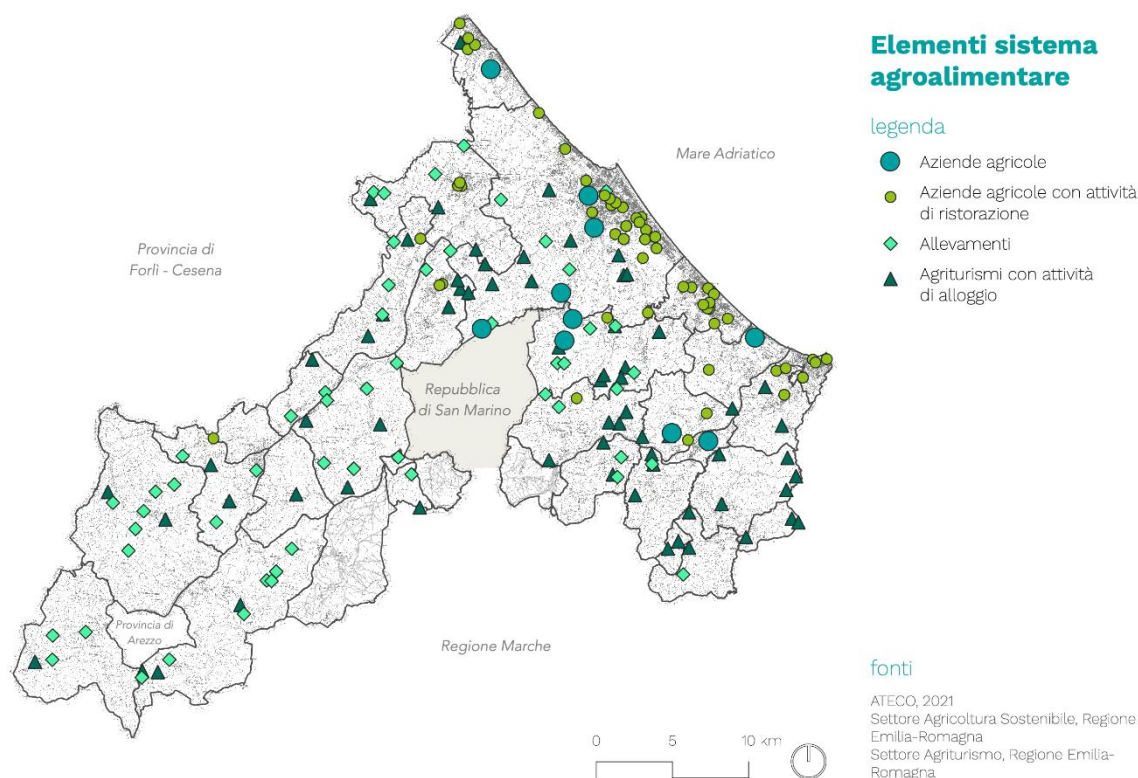 Elementi sistema
agroalimentare
legenda
Aziende agricole
Aziende agricole con attività
di ristorazione
Allevamenti
Agriturismi con attività
di alloggio
Mare Adriatico
Provincia di
Forlì - Cesena
Repubblica
di San Marino
Provincia di
Arezzo
Regione Marche
0 5 10 km
fonti
ATECO, 2021
Settore Agricoltura Sostenibile, Regione
Emilia-Romagna
Settore Agriturismo, Regione Emilia-
Romagna